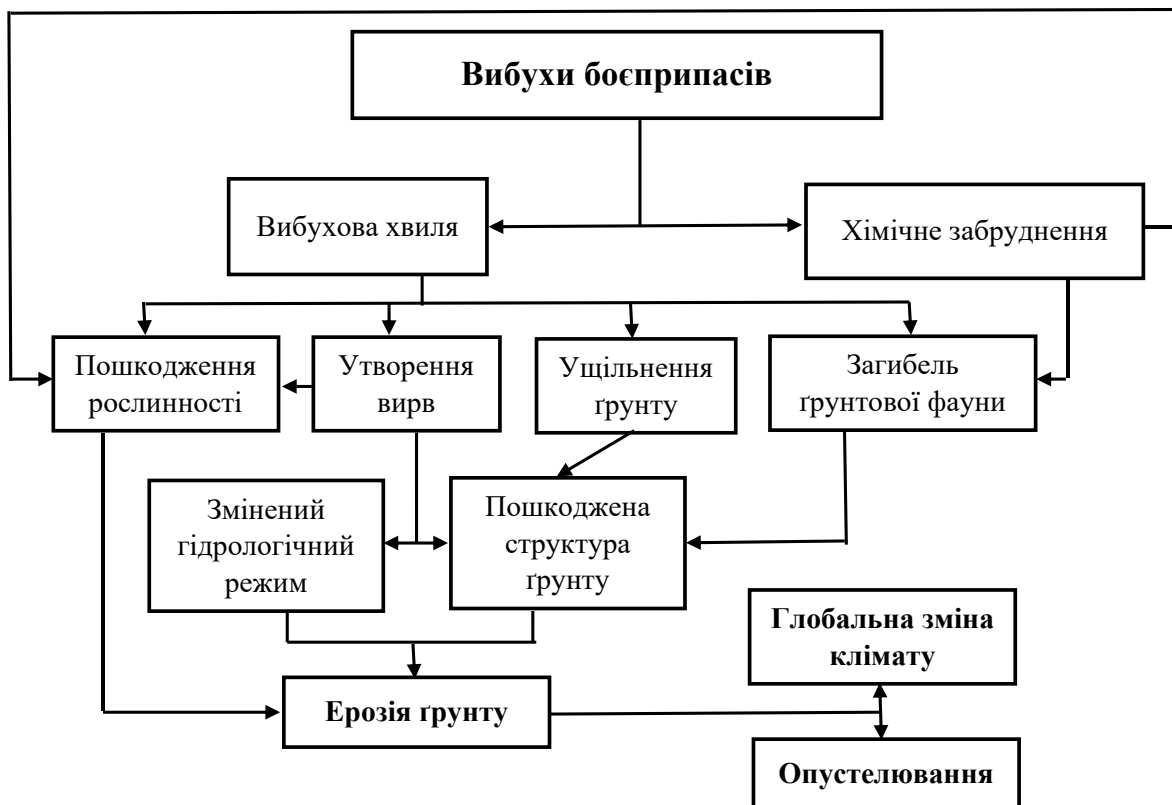 Вибухи боєприпасів
Вибухова хвиля
Хімічне забруднення
Пошкодження
рослинності
Утворення
вирв
Ущільнення
ґрунту
Загибель
ґрунтової фауни
Змінений
гідрологічний
режим
Пошкоджена
структура
ґрунту
Глобальна зміна
клімату
Ерозія ґрунту
Опустелювання